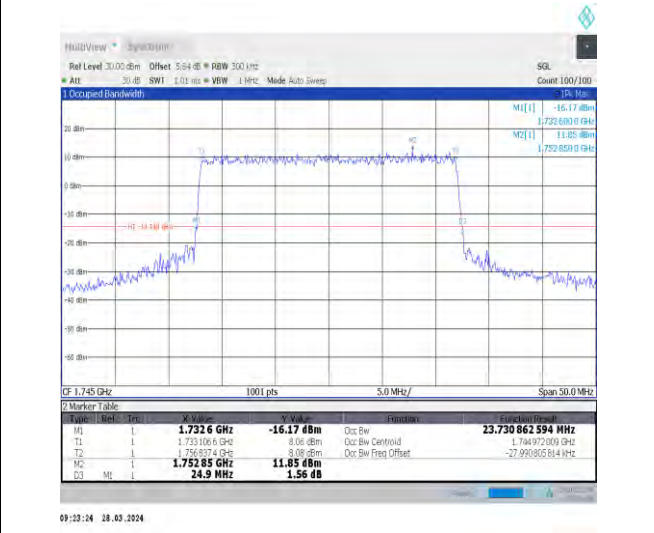 MultiView Spectrum
Ref Level 30.00 dBm Offset 5.64 dB RBW 300 kHz SGL
Att 30 dB SWT 1.01 ms VBW 1 MHz Mode Auto Sweep Count 100/100
1 Occupied Bandwidth 1Pk Max
M1[1] -16.17 dBm
1.732 600 0 GHz
M2[1] 11.85 dBm
1.752 850 0 GHz
20 dBm
M2
T1 T2
10 dBm
0 dBm
-10 dBm
M1 D3
H1
-20 dBm
-30 dBm
-40 dBm
-50 dBm
-60 dBm
CF 1.745 GHz 1001 pts 5.0 MHz/ Span 50.0 MHz
2 Marker Table
Type Ref Trc X-Value Y-Value Function Function Result
M1 1 1.732 6 GHz -16.17 dBm Occ Bw 23.730 862 594 MHz
T1 1 1.733 106 6 GHz 8.06 dBm Occ Bw Centroid 1.744 972 009 GHz
T2 1 1.756 837 4 GHz 8.08 dBm Occ Bw Freq Offset -27.990 805 814 kHz
M2 1 1.752 85 GHz 11.85 dBm
D3 M1 1 24.9 MHz 1.56 dB
09:23:24 28.03.2024